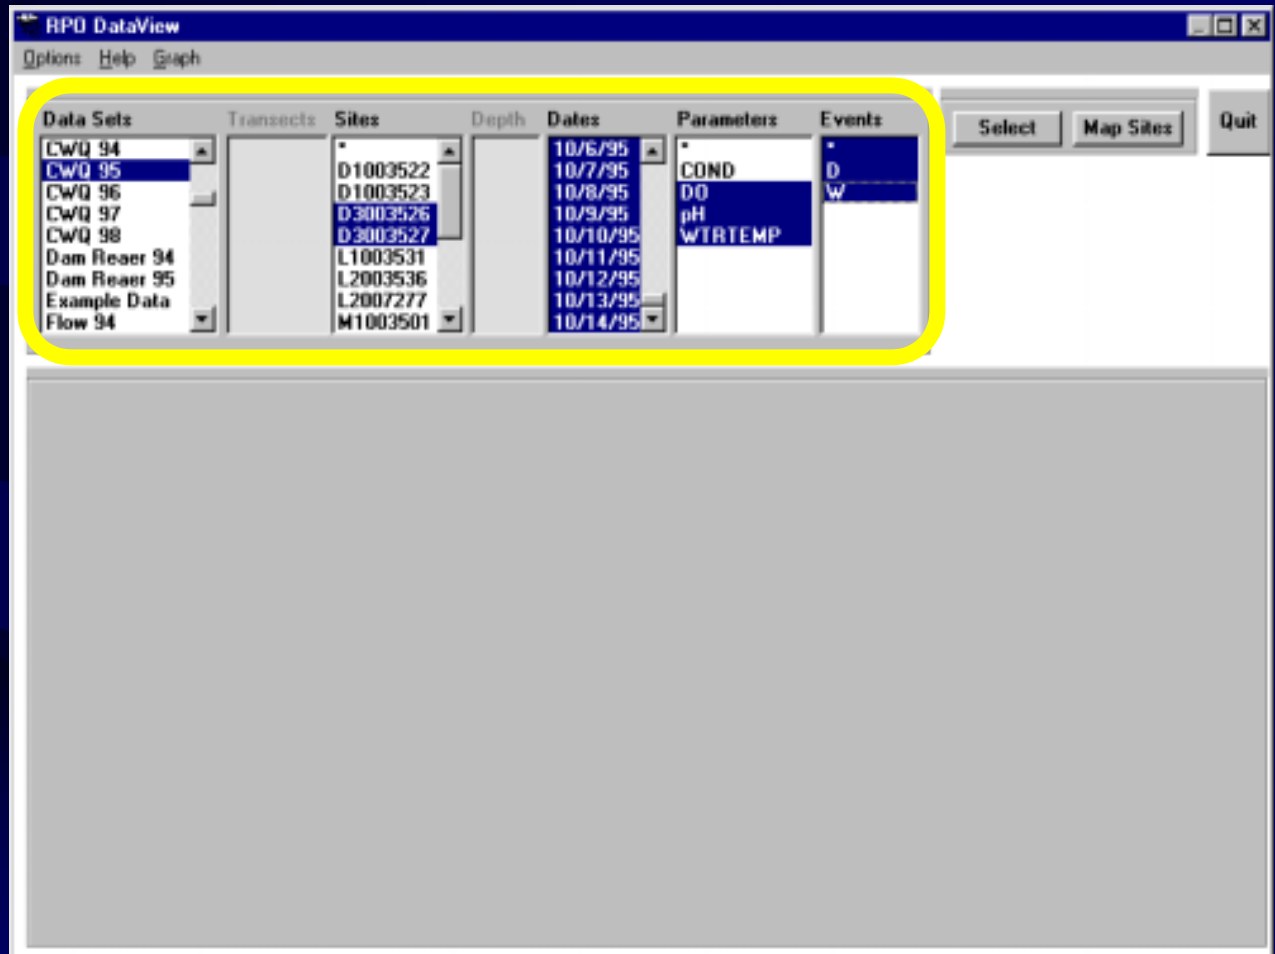 RPO DataView
Options Help Graph
Data Sets
CWQ 94
CWQ 95
CWQ 96
CWQ 97
CWQ 98
Dam Reaer 94
Dam Reaer 95
Example Data
Flow 94
Transects
Sites
*
D1003522
D1003523
D3003526
D3003527
L1003531
L2003536
L2007277
M1003501
Depth
Dates
10/6/95
10/7/95
10/8/95
10/9/95
10/10/95
10/11/95
10/12/95
10/13/95
10/14/95
Parameters
*
COND
DO
pH
WTRTEMP
Events
*
D
W
Select
Map Sites
Quit